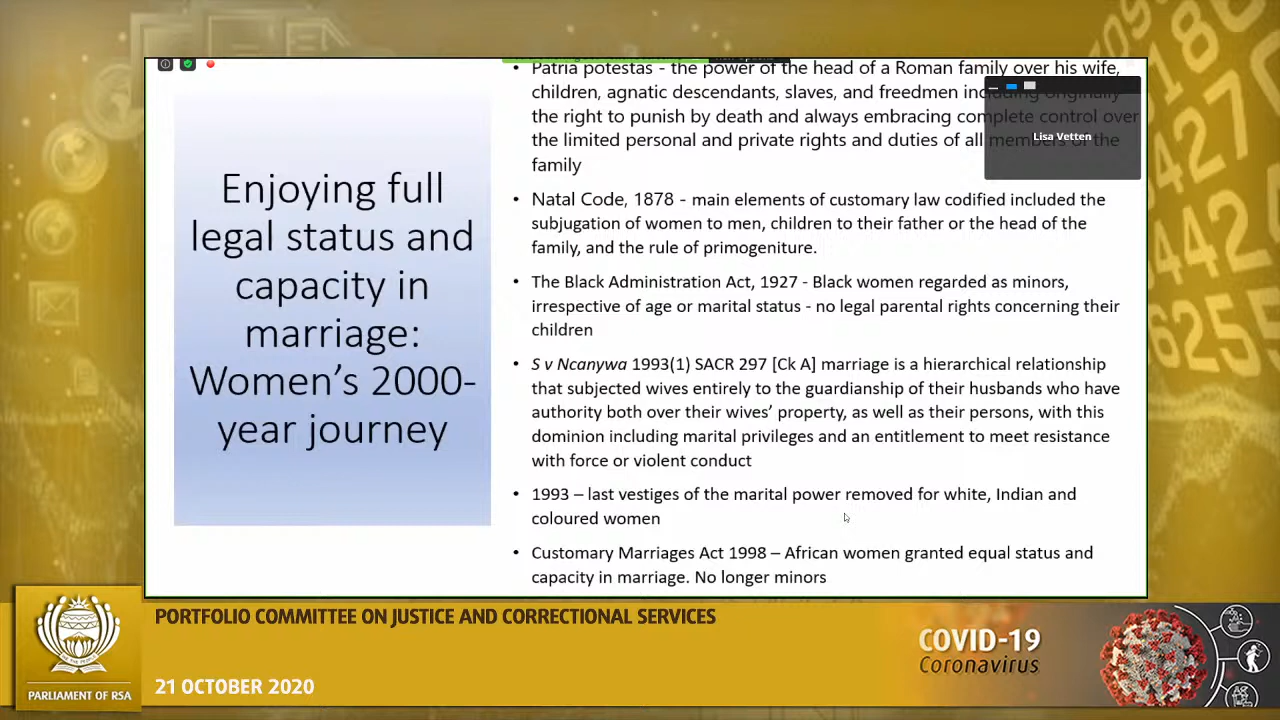 Enjoying full
legal status and
capacity in
marriage:
Women’s 2000-
year journey
• Patria potestas - the power of the head of a Roman family over his wife,
children, agnatic descendants, slaves, and freedmen including originally
the right to punish by death and always embracing complete control over
the limited personal and private rights and duties of all members of the
family
• Natal Code, 1878 - main elements of customary law codified included the
subjugation of women to men, children to their father or the head of the
family, and the rule of primogeniture.
• The Black Administration Act, 1927 - Black women regarded as minors,
irrespective of age or marital status - no legal parental rights concerning their
children
• S v Ncanywa 1993(1) SACR 297 [Ck A] marriage is a hierarchical relationship
that subjected wives entirely to the guardianship of their husbands who have
authority both over their wives’ property, as well as their persons, with this
dominion including marital privileges and an entitlement to meet resistance
with force or violent conduct
• 1993 – last vestiges of the marital power removed for white, Indian and
coloured women
• Customary Marriages Act 1998 – African women granted equal status and
capacity in marriage. No longer minors
Lisa Vetten
PORTFOLIO COMMITTEE ON JUSTICE AND CORRECTIONAL SERVICES
21 OCTOBER 2020
PARLIAMENT OF RSA
COVID-19
Coronavirus